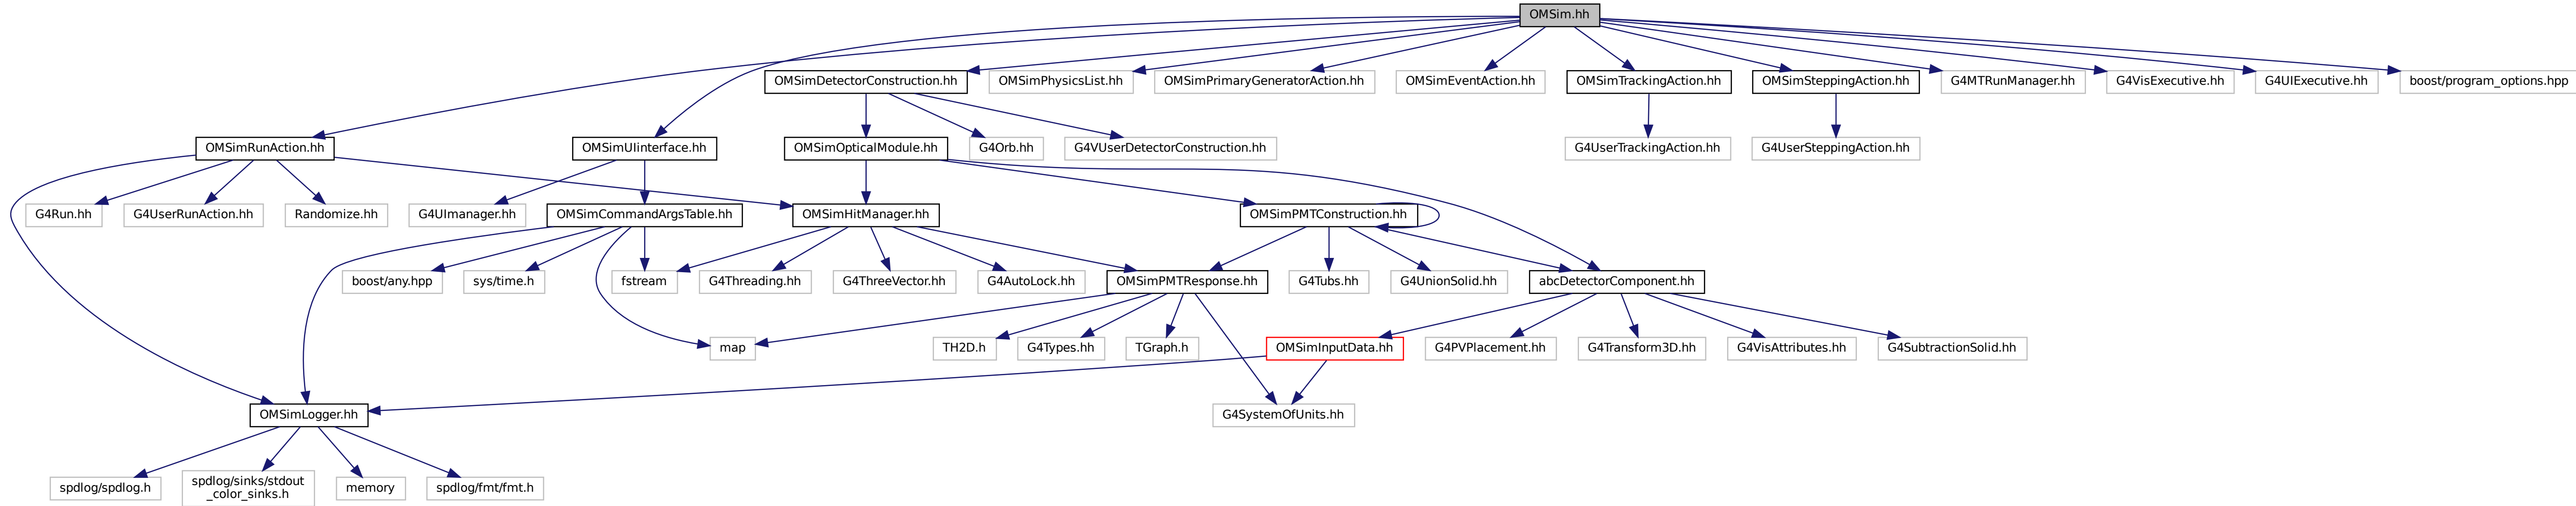 OMSim.hh
OMSimDetectorConstruction.hh
OMSimPhysicsList.hh
OMSimPrimaryGeneratorAction.hh
OMSimEventAction.hh
OMSimTrackingAction.hh
OMSimSteppingAction.hh
G4MTRunManager.hh
G4VisExecutive.hh
G4UIExecutive.hh
boost/program_options.hpp
OMSimRunAction.hh
OMSimUIinterface.hh
OMSimOpticalModule.hh
G4Orb.hh
G4VUserDetectorConstruction.hh
G4UserTrackingAction.hh
G4UserSteppingAction.hh
G4Run.hh
G4UserRunAction.hh
Randomize.hh
G4UImanager.hh
OMSimCommandArgsTable.hh
OMSimHitManager.hh
OMSimPMTConstruction.hh
boost/any.hpp
sys/time.h
fstream
G4Threading.hh
G4ThreeVector.hh
G4AutoLock.hh
OMSimPMTResponse.hh
G4Tubs.hh
G4UnionSolid.hh
abcDetectorComponent.hh
map
TH2D.h
G4Types.hh
TGraph.h
OMSimInputData.hh
G4PVPlacement.hh
G4Transform3D.hh
G4VisAttributes.hh
G4SubtractionSolid.hh
OMSimLogger.hh
G4SystemOfUnits.hh
spdlog/spdlog.h
spdlog/sinks/stdout
_color_sinks.h
memory
spdlog/fmt/fmt.h